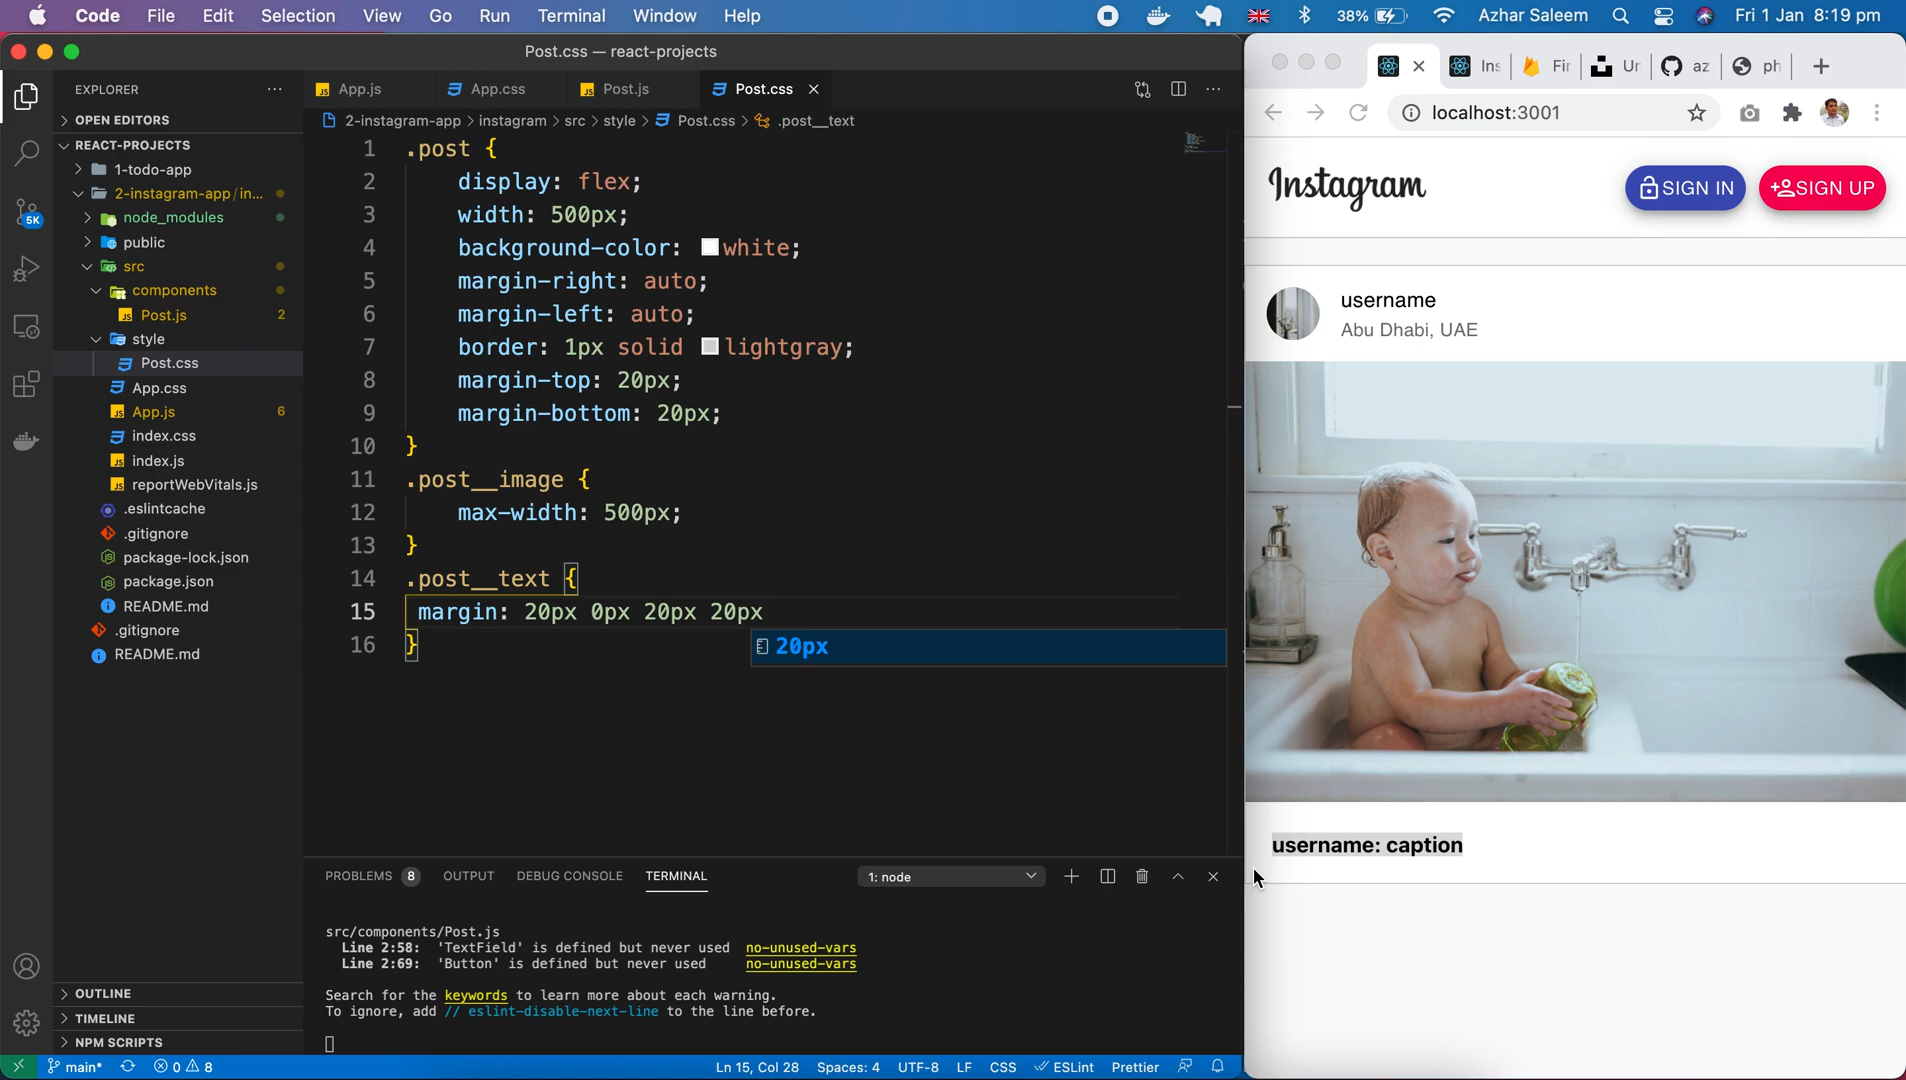 Code File Edit Selection View Go Run Terminal Window Help 38% Azhar Saleem Fri 1 Jan 8:19 pm
Post.css — react-projects
EXPLORER
OPEN EDITORS
REACT-PROJECTS
1-todo-app
2-instagram-app/in...
node_modules
public
src
components
Post.js 2
style
Post.css
App.css
App.js 6
index.css
index.js
reportWebVitals.js
.eslintcache
.gitignore
package-lock.json
package.json
README.md
.gitignore
README.md
OUTLINE
TIMELINE
NPM SCRIPTS
5K
App.js App.css Post.js Post.css
2-instagram-app > instagram > src > style > Post.css > .post__text
1 .post {
2 display: flex;
3 width: 500px;
4 background-color: white;
5 margin-right: auto;
6 margin-left: auto;
7 border: 1px solid lightgray;
8 margin-top: 20px;
9 margin-bottom: 20px;
10 }
11 .post__image {
12 max-width: 500px;
13 }
14 .post__text {
15 margin: 20px 0px 20px 20px
16 }
20px
PROBLEMS 8 OUTPUT DEBUG CONSOLE TERMINAL 1: node
src/components/Post.js
Line 2:58: 'TextField' is defined but never used no-unused-vars
Line 2:69: 'Button' is defined but never used no-unused-vars
Search for the keywords to learn more about each warning.
To ignore, add // eslint-disable-next-line to the line before.
main* 0 8 Ln 15, Col 28 Spaces: 4 UTF-8 LF CSS ESLint Prettier
Ins Fir Ur az ph
localhost:3001
Instagram SIGN IN SIGN UP
username
Abu Dhabi, UAE
username: caption